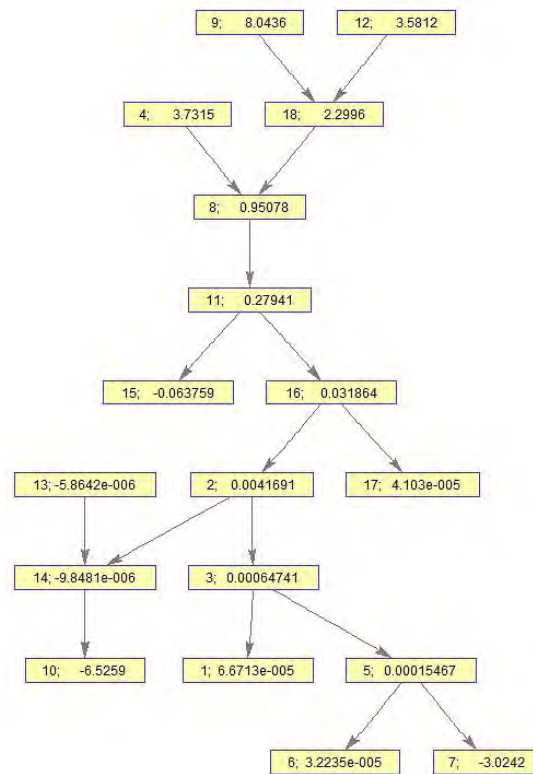 9; 8.0436
12; 3.5812
4; 3.7315
18; 2.2996
8; 0.95078
11; 0.27941
15; -0.063759
16; 0.031864
13; -5.8642e-006
2; 0.0041691
17; 4.103e-005
14; -9.8481e-006
3; 0.00064741
10; -6.5259
1; 6.6713e-005
5; 0.00015467
6; 3.2235e-005
7; -3.0242